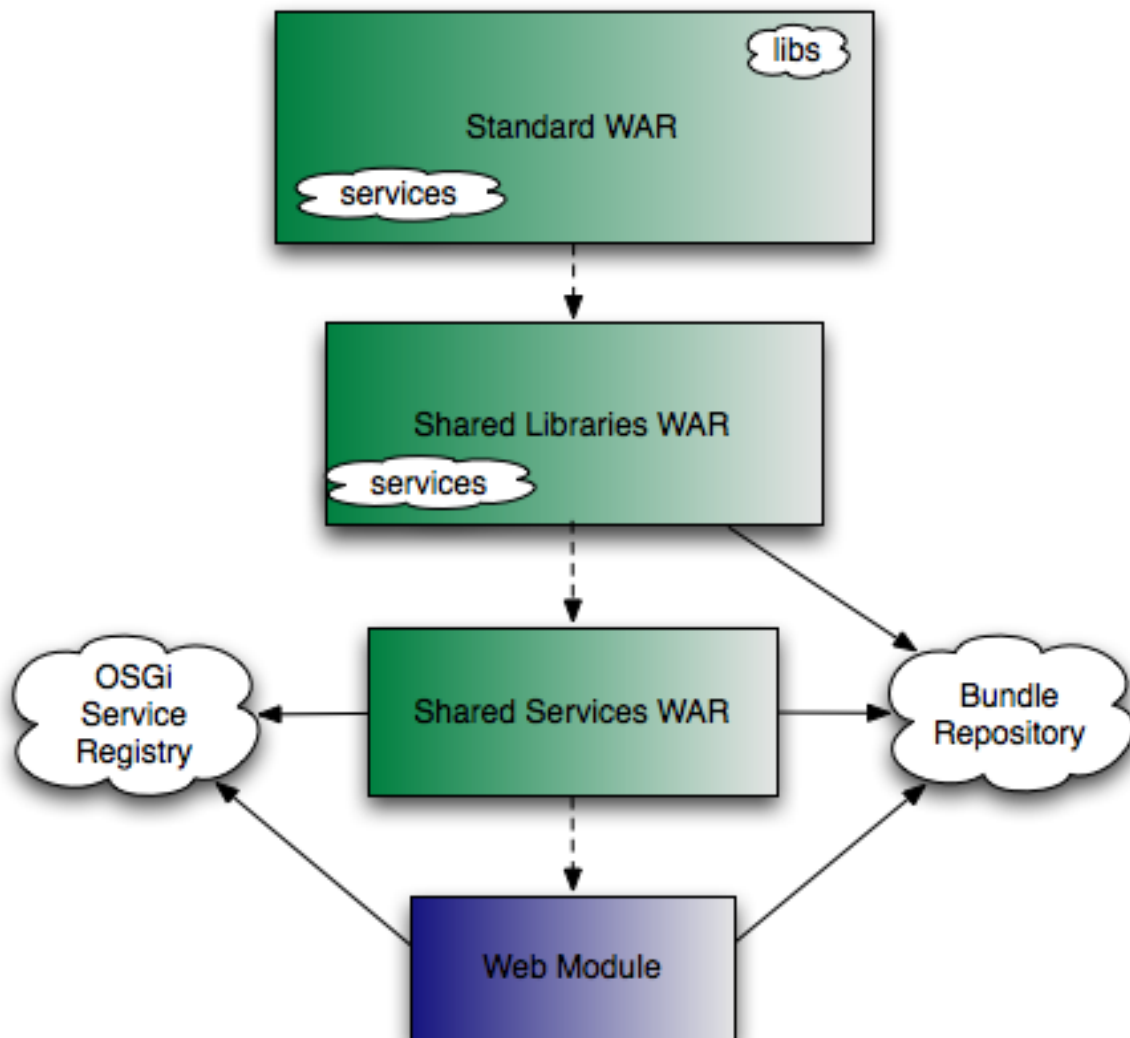 libs
Standard WAR
services
Shared Libraries WAR
services
OSGi
Service
Registry
Shared Services WAR
Bundle
Repository
Web Module